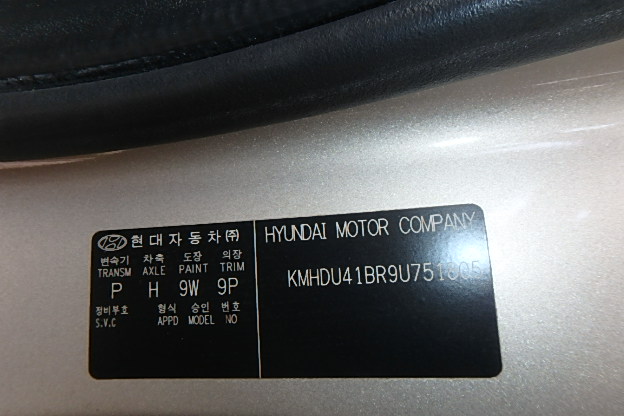 현대자동차㈜
변속기 차축 도장 의장
TRANSM AXLE PAINT TRIM
P H 9W 9P
정비부호 형식 승인 번호
S.V.C APPD MODEL NO
HYUNDAI MOTOR COMPANY